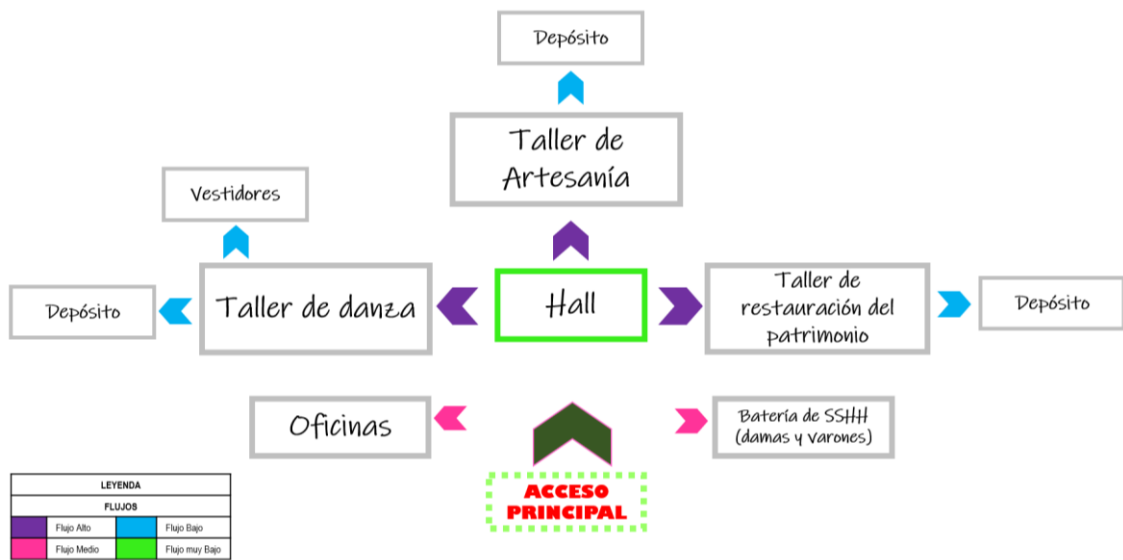 Depósito
Taller de
Artesanía
Vestidores
Depósito
Taller de danza
Hall
Taller de
restauración del
patrimonio
Depósito
Oficinas
Batería de SSHH
(damas y varones)
ACCESO
PRINCIPAL
LEYENDA
FLUJOS
Flujo Alto
Flujo Bajo
Flujo Medio
Flujo muy Bajo